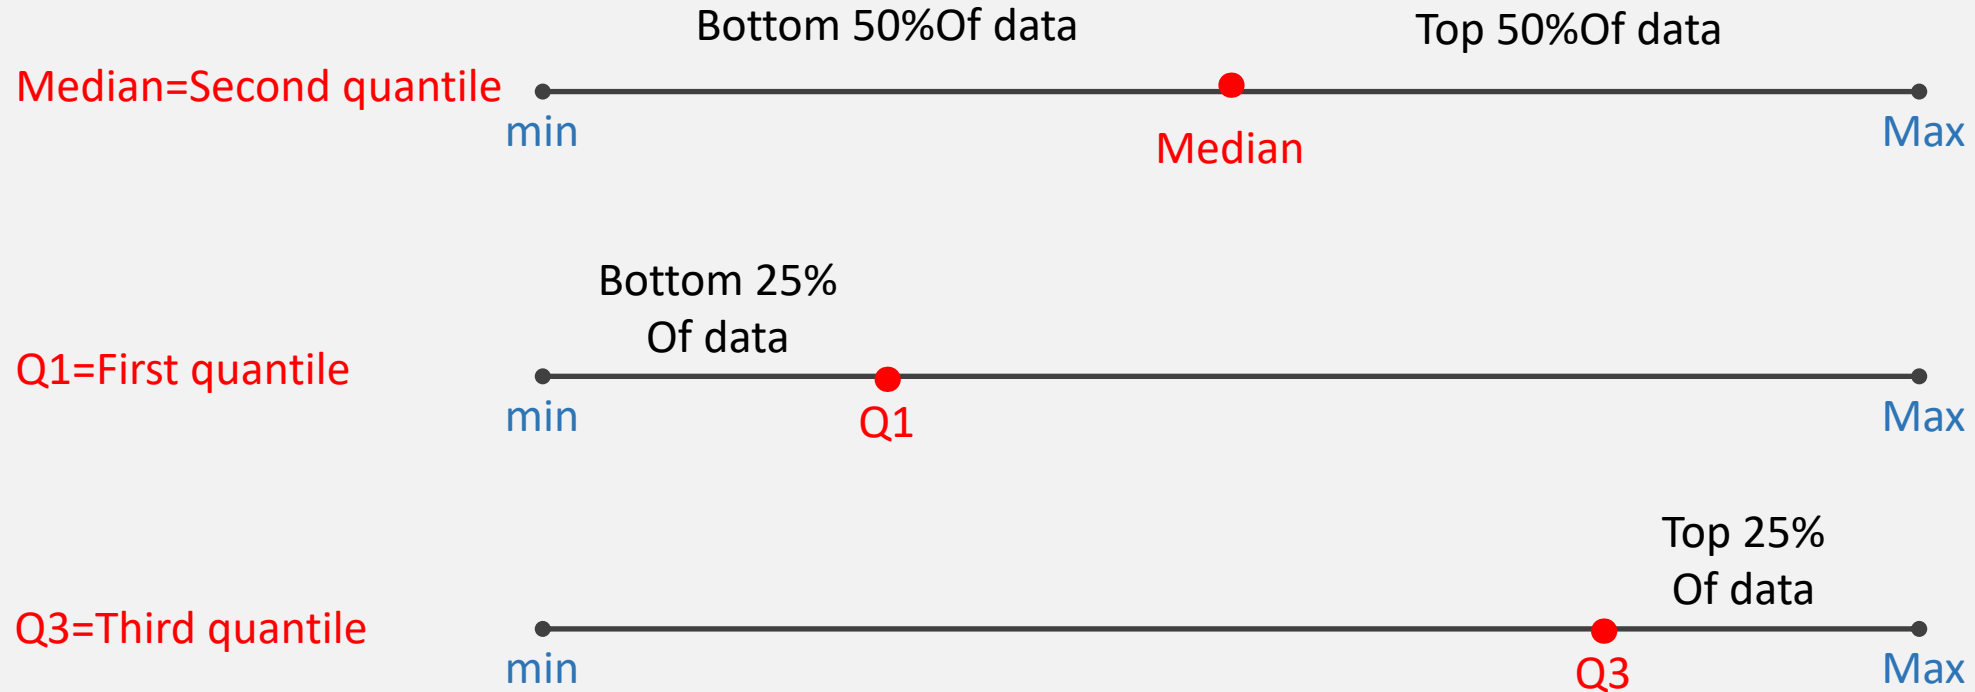 Bottom 50%Of data
Top 50%Of data
Median=Second quantile
min
Median
Max
Bottom 25%
Of data
Q1=First quantile
min
Q1
Max
Top 25%
Of data
Q3=Third quantile
min
Q3
Max